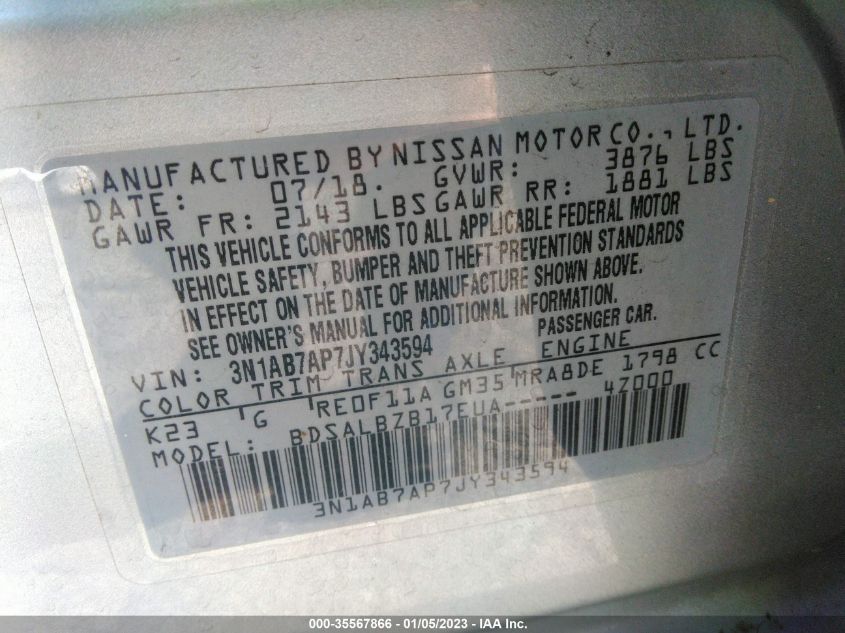 MANUFACTURED BY NISSAN MOTOR CO., LTD.
DATE: 07/18. GVWR: 3876 LBS
GAWR FR: 2143 LBS GAWR RR: 1881 LBS
THIS VEHICLE CONFORMS TO ALL APPLICABLE FEDERAL MOTOR
VEHICLE SAFETY, BUMPER AND THEFT PREVENTION STANDARDS
IN EFFECT ON THE DATE OF MANUFACTURE SHOWN ABOVE.
SEE OWNER'S MANUAL FOR ADDITIONAL INFORMATION.
VIN: 3N1AB7AP7JY343594 PASSENGER CAR.
COLOR TRIM TRANS AXLE ENGINE
K23 G RE0F11A GM35 MRA8DE 1798 CC
MODEL: BDSALBZB17EUA----- 4Z000
3N1AB7AP7JY343594
000-35567866 - 01/05/2023 - IAA Inc.